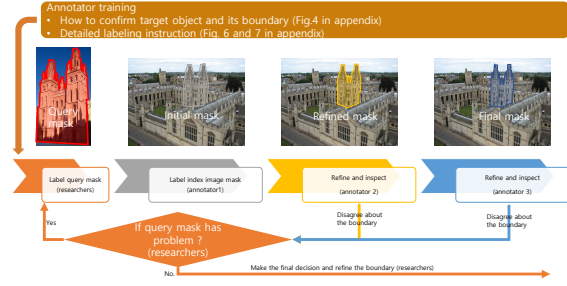 Annotator training
• How to confirm target object and its boundary (Fig.4 in appendix)
• Detailed labeling instruction (Fig. 6 and 7 in appendix)
Query
mask
Initial mask
Refined mask
Final mask
Label query mask
(researchers)
Label index image mask
(annotator1)
Refine and inspect
(annotator 2)
Refine and inspect
(annotator 3)
Yes
If query mask has
problem ?
(researchers)
Disagree about
the boundary
Disagree about
the boundary
No.
Make the final decision and refine the boundary (researchers)